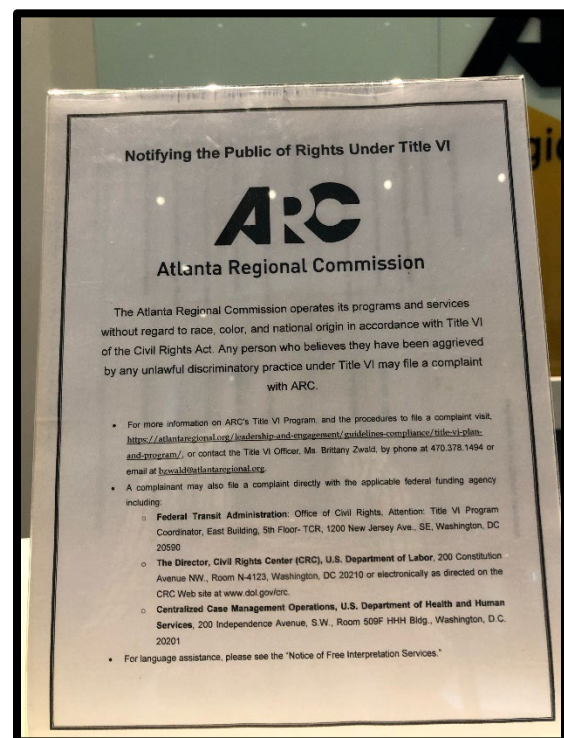 Notifying the Public of Rights Under Title VI
ARC
Atlanta Regional Commission
The Atlanta Regional Commission operates its programs and services
without regard to race, color, and national origin in accordance with Title VI
of the Civil Rights Act. Any person who believes they have been aggrieved
by any unlawful discriminatory practice under Title VI may file a complaint
with ARC.
• For more information on ARC's Title VI Program, and the procedures to file a complaint visit,
https://atlantaregional.org/leadership-and-engagement/guidelines-compliance/title-vi-plan-
and-program/, or contact the Title VI Officer, Ms. Brittany Zwald, by phone at 470.378.1494 or
email at bzwald@atlantaregional.org.
• A complainant may also file a complaint directly with the applicable federal funding agency
including:
o Federal Transit Administration: Office of Civil Rights, Attention: Title VI Program
Coordinator, East Building, 5th Floor- TCR, 1200 New Jersey Ave., SE, Washington, DC
20590
o The Director, Civil Rights Center (CRC), U.S. Department of Labor, 200 Constitution
Avenue NW., Room N-4123, Washington, DC 20210 or electronically as directed on the
CRC Web site at www.dol.gov/crc.
o Centralized Case Management Operations, U.S. Department of Health and Human
Services, 200 Independence Avenue, S.W., Room 509F HHH Bldg., Washington, D.C.
20201
• For language assistance, please see the "Notice of Free Interpretation Services."